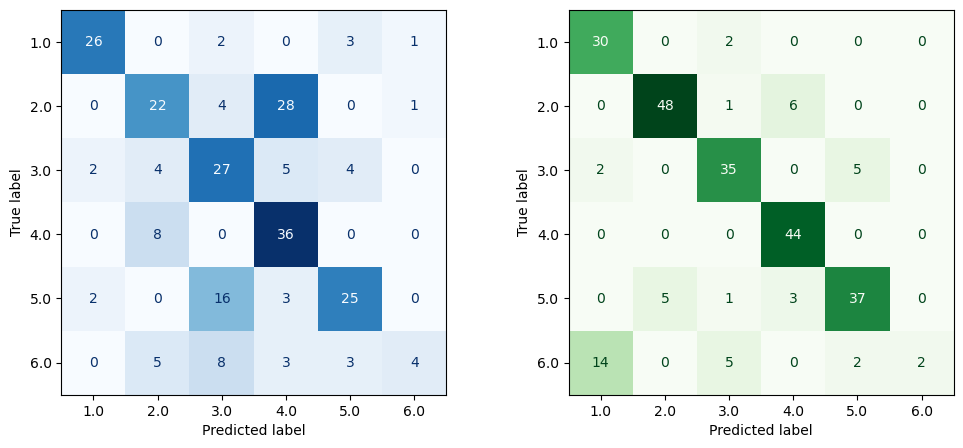 1.0 26 0 2 0 3 1
2.0 0 22 4 28 0 1
3.0 2 4 27 5 4 0
4.0 0 8 0 36 0 0
5.0 2 0 16 3 25 0
6.0 0 5 8 3 3 4
1.0 2.0 3.0 4.0 5.0 6.0
Predicted label
True label
1.0 30 0 2 0 0 0
2.0 0 48 1 6 0 0
3.0 2 0 35 0 5 0
4.0 0 0 0 44 0 0
5.0 0 5 1 3 37 0
6.0 14 0 5 0 2 2
1.0 2.0 3.0 4.0 5.0 6.0
Predicted label
True label